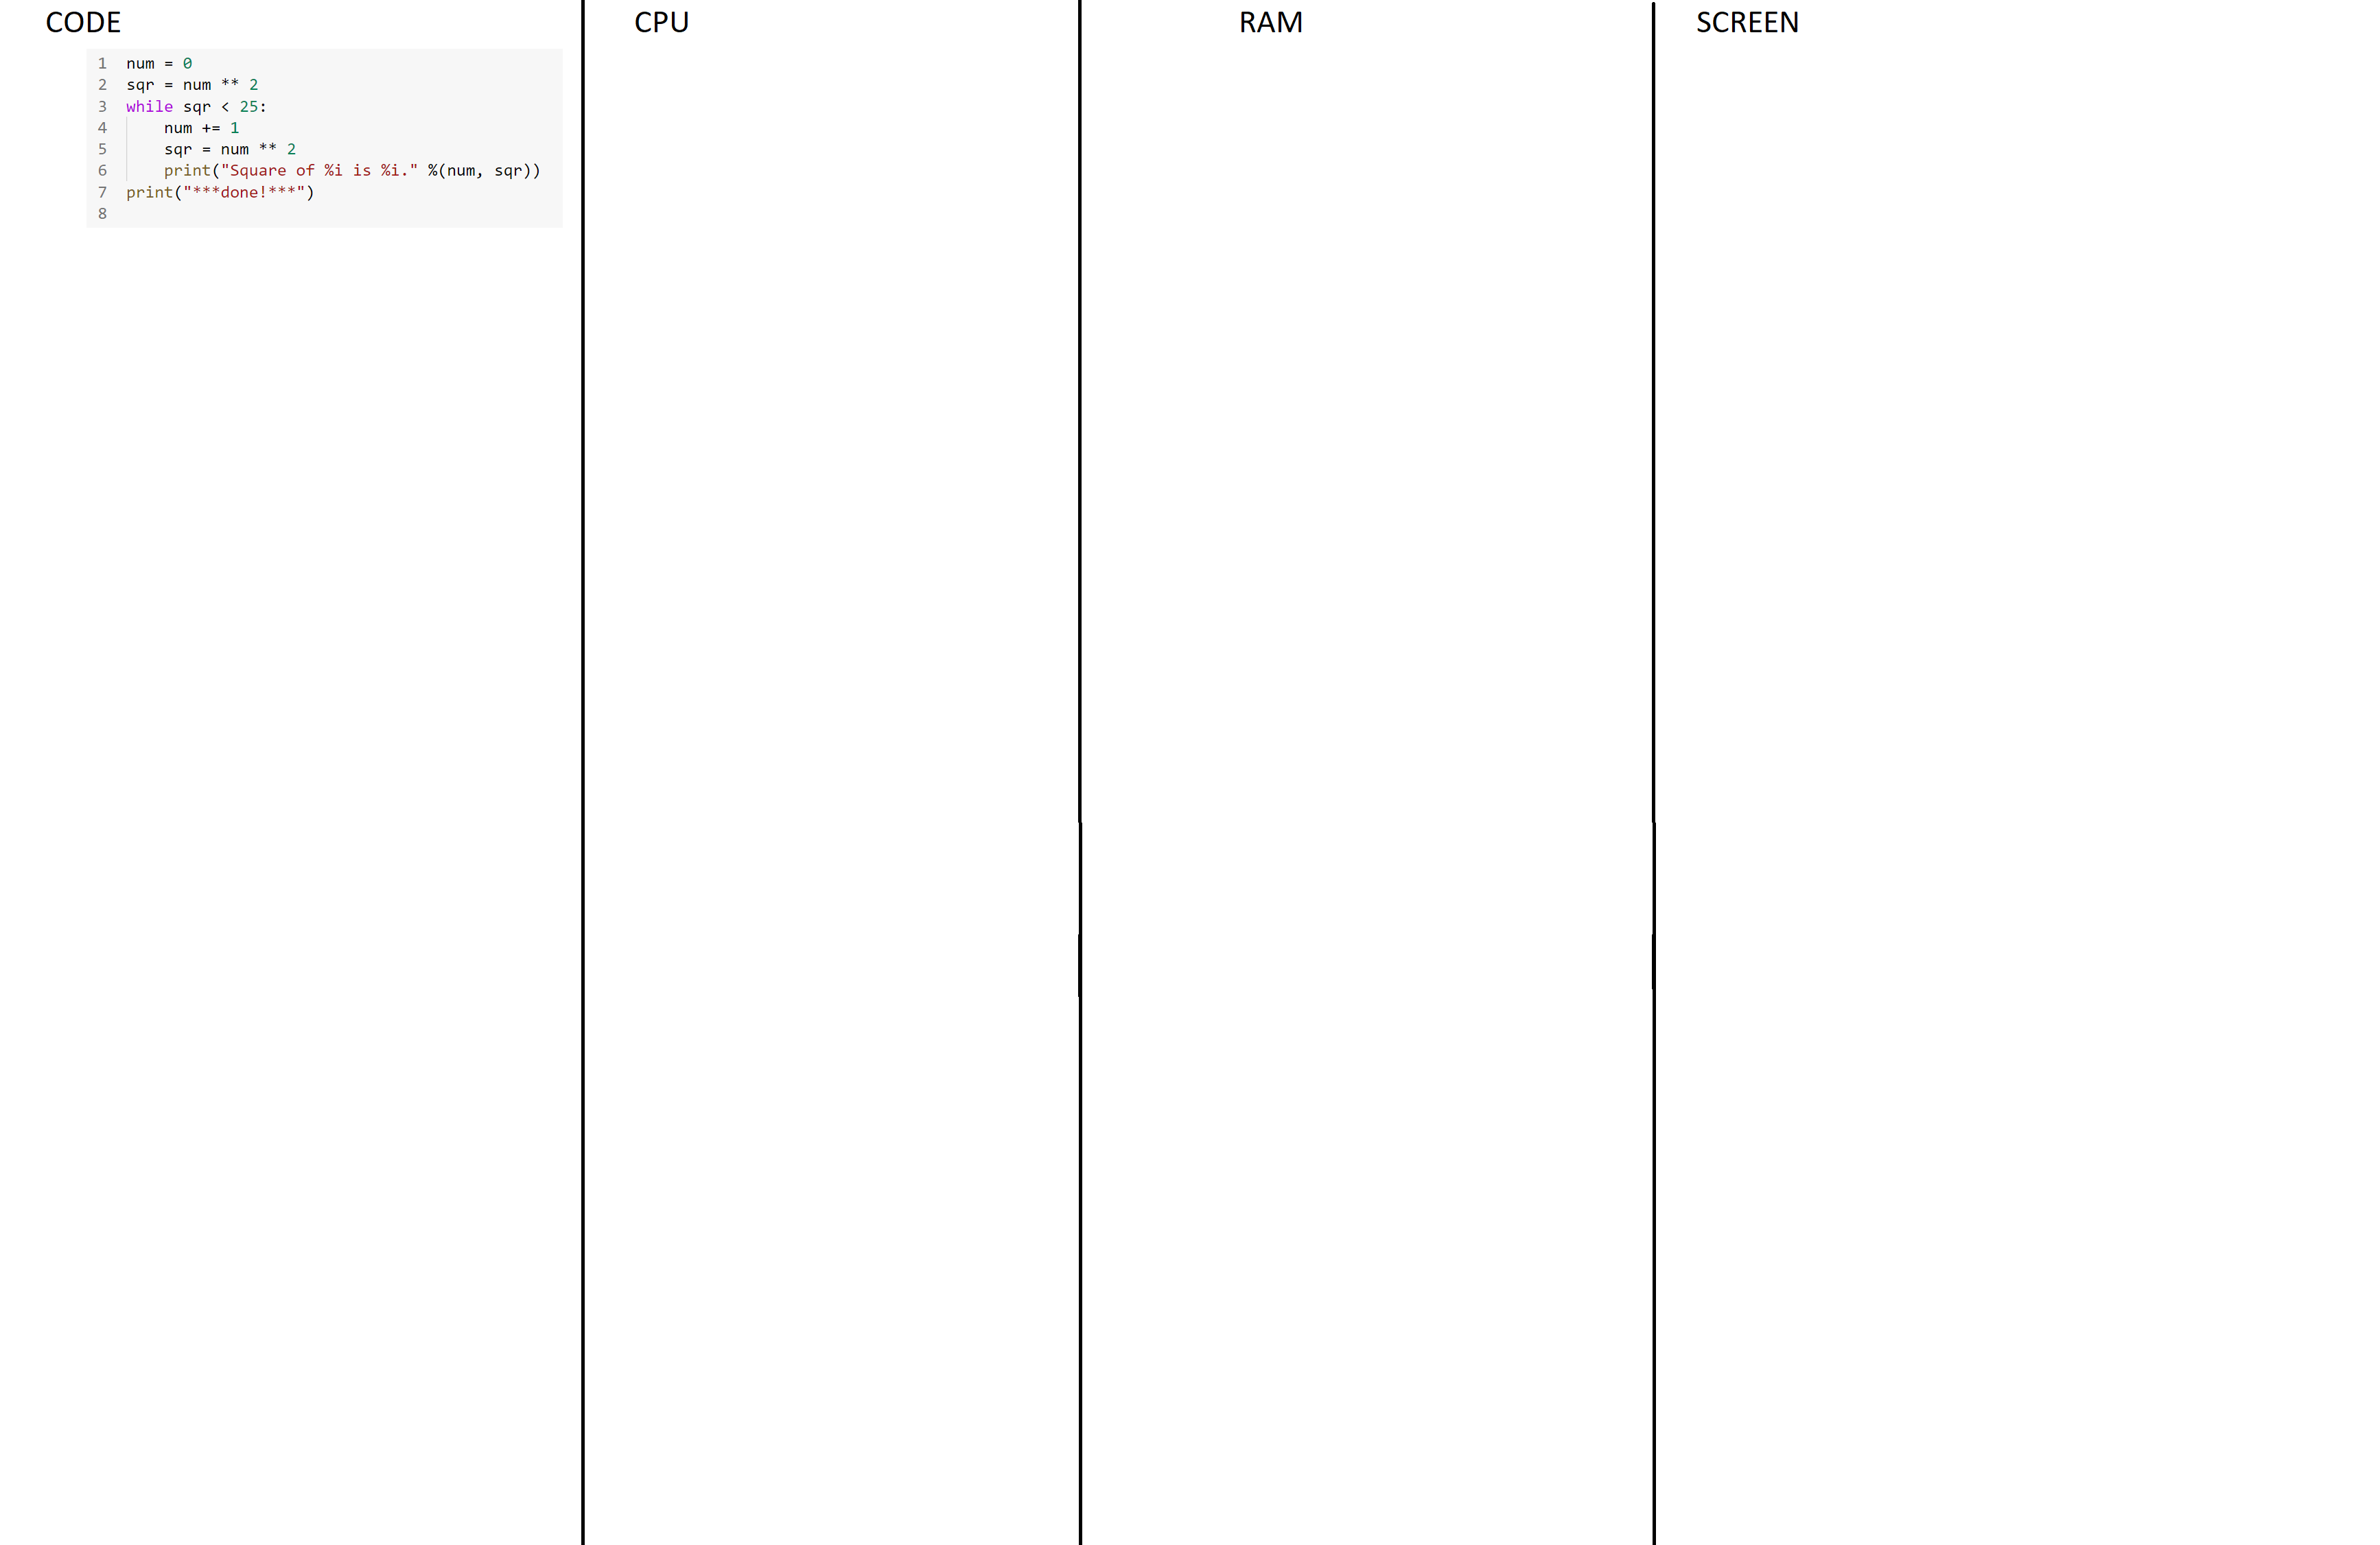 CODE
CPU
RAM
SCREEN
1 num = 0
2 sqr = num ** 2
3 while sqr < 25:
4     num += 1
5     sqr = num ** 2
6     print("Square of %i is %i." %(num, sqr))
7 print("***done!***")
8